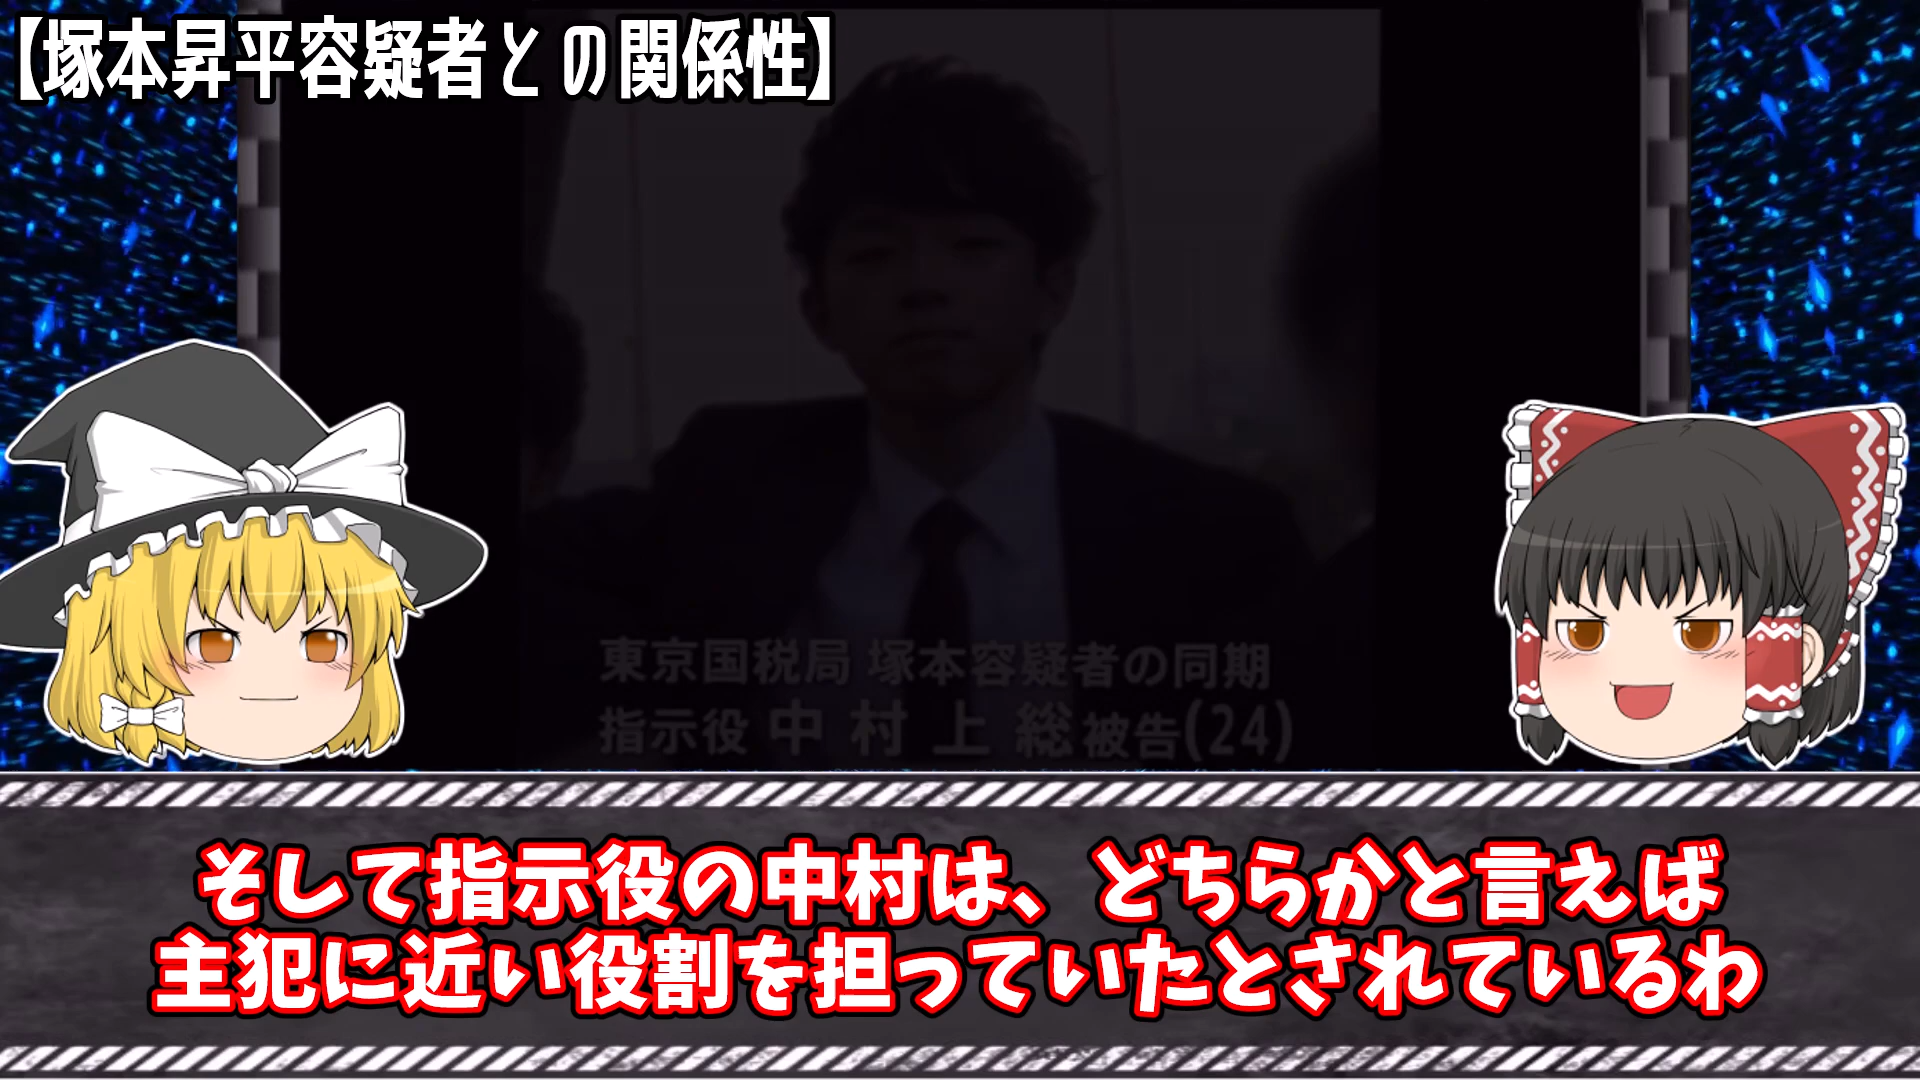 【塚本昇平容疑者との関係性】
東京国税局 塚本容疑者の同期
指示役 中村上総被告(24)
そして指示役の中村は、どちらかと言えば
主犯に近い役割を担っていたとされているわ